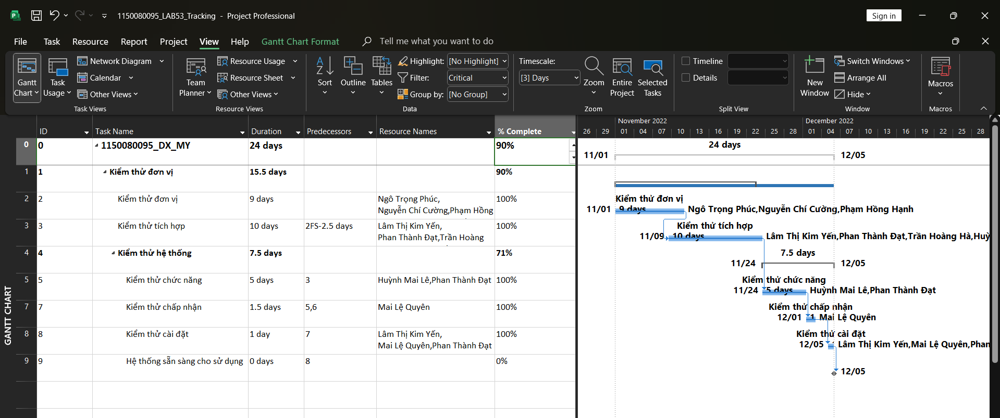 1150080095_LAB53_Tracking - Project Professional
Sign in
File Task Resource Report Project View Help Gantt Chart Format Tell me what you want to do
Gantt Chart
Task Usage
Network Diagram
Calendar
Other Views
Task Views
Team Planner
Resource Usage
Resource Sheet
Other Views
Resource Views
Sort
Outline
Tables
Highlight: [No Highlight]
Filter: Critical
Group by: [No Group]
Data
Timescale:
[3] Days
Zoom
Entire Project
Selected Tasks
Zoom
Timeline
Details
Split View
New Window
Switch Windows
Arrange All
Hide
Window
Macros
Macros
GANTT CHART
ID Task Name Duration Predecessors Resource Names % Complete
November 2022 December 2022
26 29 01 04 07 10 13 16 19 22 25 28 01 04 07 10 13 16 19 22 25 28
0 0 1150080095_DX_MY 24 days 90%
1 1 Kiểm thử đơn vị 15.5 days 90%
2 2 Kiểm thử đơn vị 9 days Ngô Trọng Phúc, 100%
Nguyễn Chí Cường,Phạm Hồng
3 3 Kiểm thử tích hợp 10 days 2FS-2.5 days Lâm Thị Kim Yến, 100%
Phan Thành Đạt,Trần Hoàng
4 4 Kiểm thử hệ thống 7.5 days 71%
5 5 Kiểm thử chức năng 5 days 3 Huỳnh Mai Lê,Phan Thành Đạt 100%
7 7 Kiểm thử chấp nhận 1.5 days 5,6 Mai Lệ Quyên 100%
8 8 Kiểm thử cài đặt 1 day 7 Lâm Thị Kim Yến, 100%
Mai Lệ Quyên,Phan Thành Đạt
9 9 Hệ thống sẵn sàng cho sử dụng 0 days 8 0%
24 days
11/01 12/05
Kiểm thử đơn vị
11/01 9 days Ngô Trọng Phúc,Nguyễn Chí Cường,Phạm Hồng Hạnh
Kiểm thử tích hợp
11/09 10 days Lâm Thị Kim Yến,Phan Thành Đạt,Trần Hoàng Hà,Huỳ
7.5 days
11/24 12/05
Kiểm thử chức năng
11/24 5 days Huỳnh Mai Lê,Phan Thành Đạt
Kiểm thử chấp nhận
12/01 1 Mai Lệ Quyên
Kiểm thử cài đặt
12/05 Lâm Thị Kim Yến,Mai Lệ Quyên,Phan
12/05